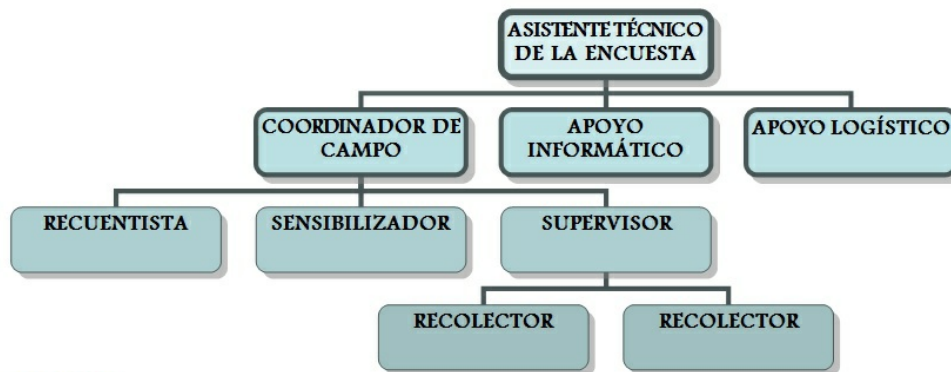 ASISTENTE TÉCNICO
DE LA ENCUESTA
COORDINADOR DE
CAMPO
APOYO
INFORMÁTICO
APOYO LOGÍSTICO
RECUENTISTA
SENSIBILIZADOR
SUPERVISOR
RECOLECTOR
RECOLECTOR